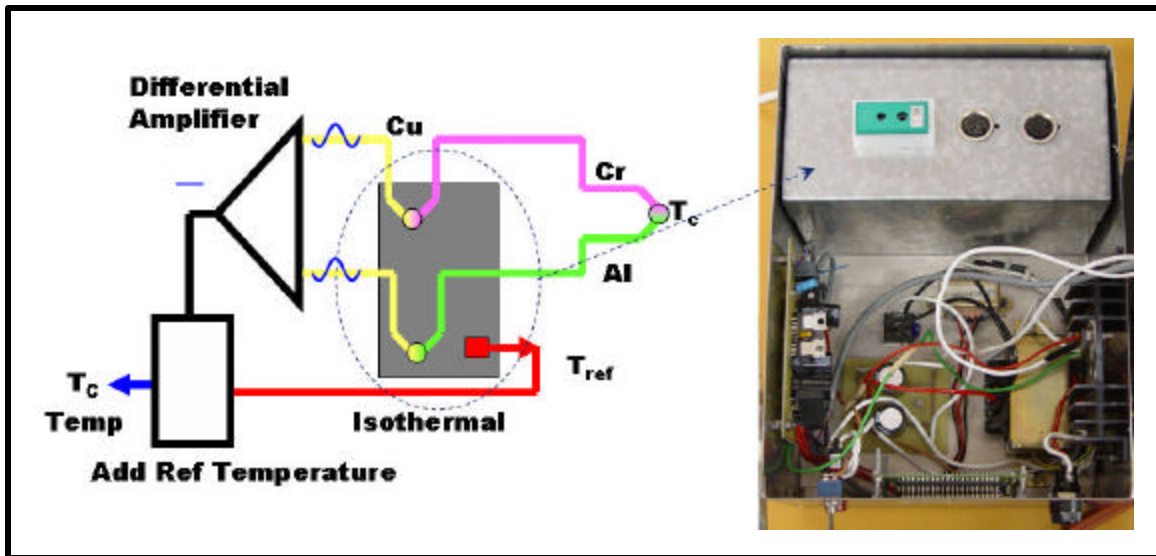 Differential
Amplifier
Cu
Cr
Tc
Al
Tref
TC
Temp
Isothermal
Add Ref Temperature